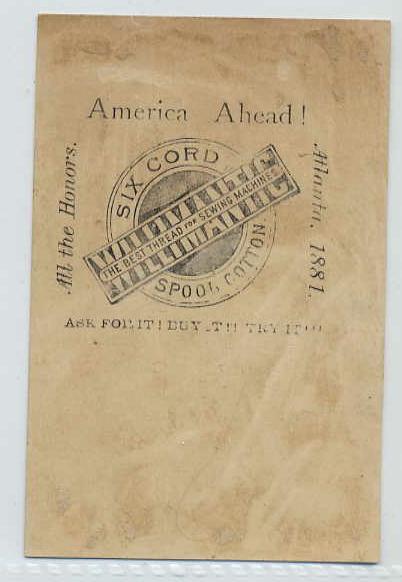 America Ahead!
All the Honors.
Atlanta, 1881.
SIX CORD
WILLIMANTIC
THE BEST THREAD FOR SEWING MACHINES
SPOOL COTTON
ASK FOR IT! BUY IT!! TRY IT!!!